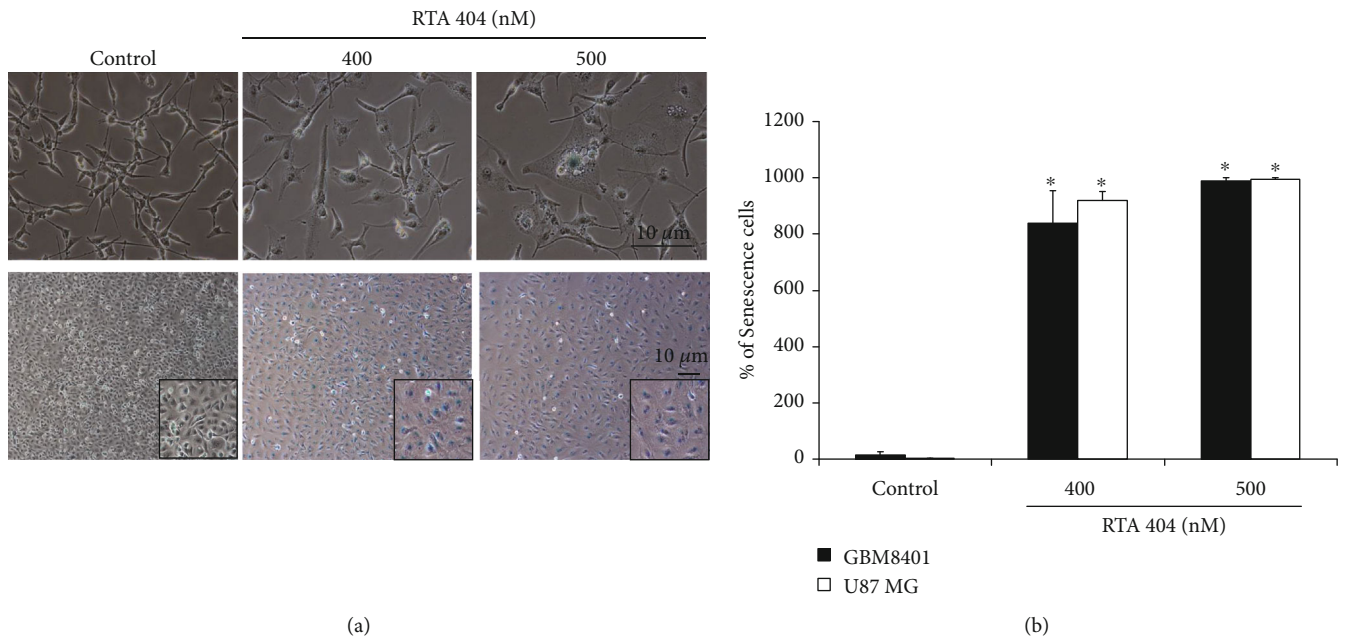 RTA 404 (nM)
Control
400
500
10 µm
10 µm
(a)
% of Senescence cells
1200
1000
800
600
400
200
0
*
*
*
*
Control
400
500
RTA 404 (nM)
GBM8401
U87 MG
(b)